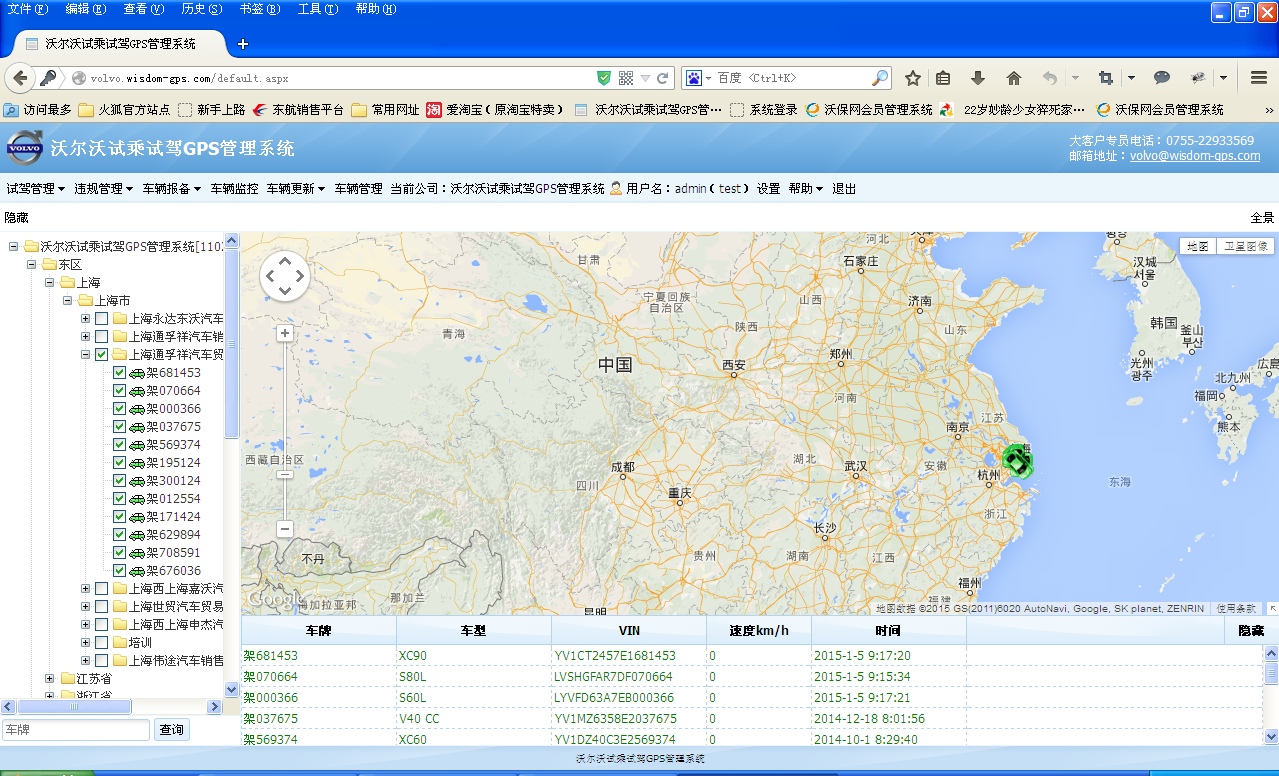 文件(F) 编辑(E) 查看(V) 历史(S) 书签(B) 工具(T) 帮助(H)
沃尔沃试乘试驾GPS管理系统
volvo.wisdom-gps.com/default.aspx
百度 <Ctrl+K>
访问最多 火狐官方站点 新手上路 东航销售平台 常用网址 爱淘宝(原淘宝特卖) 沃尔沃试乘试驾GPS管… 系统登录 沃保网会员管理系统 22岁妙龄少女猝死家… 沃保网会员管理系统
VOLVO 沃尔沃试乘试驾GPS管理系统
大客户专员电话:0755-22933569
邮箱地址:volvo@wisdom-gps.com
试驾管理 违规管理 车辆报备 车辆监控 车辆更新 车辆管理 当前公司:沃尔沃试乘试驾GPS管理系统 用户名:admin(test) 设置 帮助 退出
隐藏 全景
沃尔沃试乘试驾GPS管理系统[110
东区
上海
上海市
上海永达东沃汽车
上海通孚祥汽车销
上海通孚祥汽车贸
架681453
架070664
架000366
架037675
架569374
架195124
架300124
架012554
架171424
架629894
架708591
架676036
上海西上海嘉沃汽
上海世贸汽车贸易
上海西上海申杰汽
培训
上海伟途汽车销售
江苏省
浙江省
车牌 查询
地图 卫星图像
河北
甘肃
石家庄
汉城
서울
宁夏回族
自治区
山西
济南
青海
陕西
山东
韩国
釜山
부산
中国
西安
郑州
光州
광주
広島
北九州
福岡
河南
江苏
熊本
南京
西藏自治区
成都
湖北
武汉
安徽
杭州
四川
重庆
东海
浙江
长沙
不丹
贵州
湖南
江西
福州
梅加拉亚邦
那加兰
昆明
福建
Google
地图数据 ©2015 GS(2011)6020 AutoNavi, Google, SK planet, ZENRIN 使用条款
车牌 车型 VIN 速度km/h 时间 隐藏
架681453 XC90 YV1CT2457E1681453 0 2015-1-5 9:17:20
架070664 S80L LVSHGFAR7DF070664 0 2015-1-5 9:15:34
架000366 S60L LYVFD63A7EB000366 0 2015-1-5 9:17:21
架037675 V40 CC YV1MZ6358E2037675 0 2014-12-18 8:01:56
架569374 XC60 YV1DZ40C3E2569374 0 2014-10-1 8:29:40
沃尔沃试乘试驾GPS管理系统